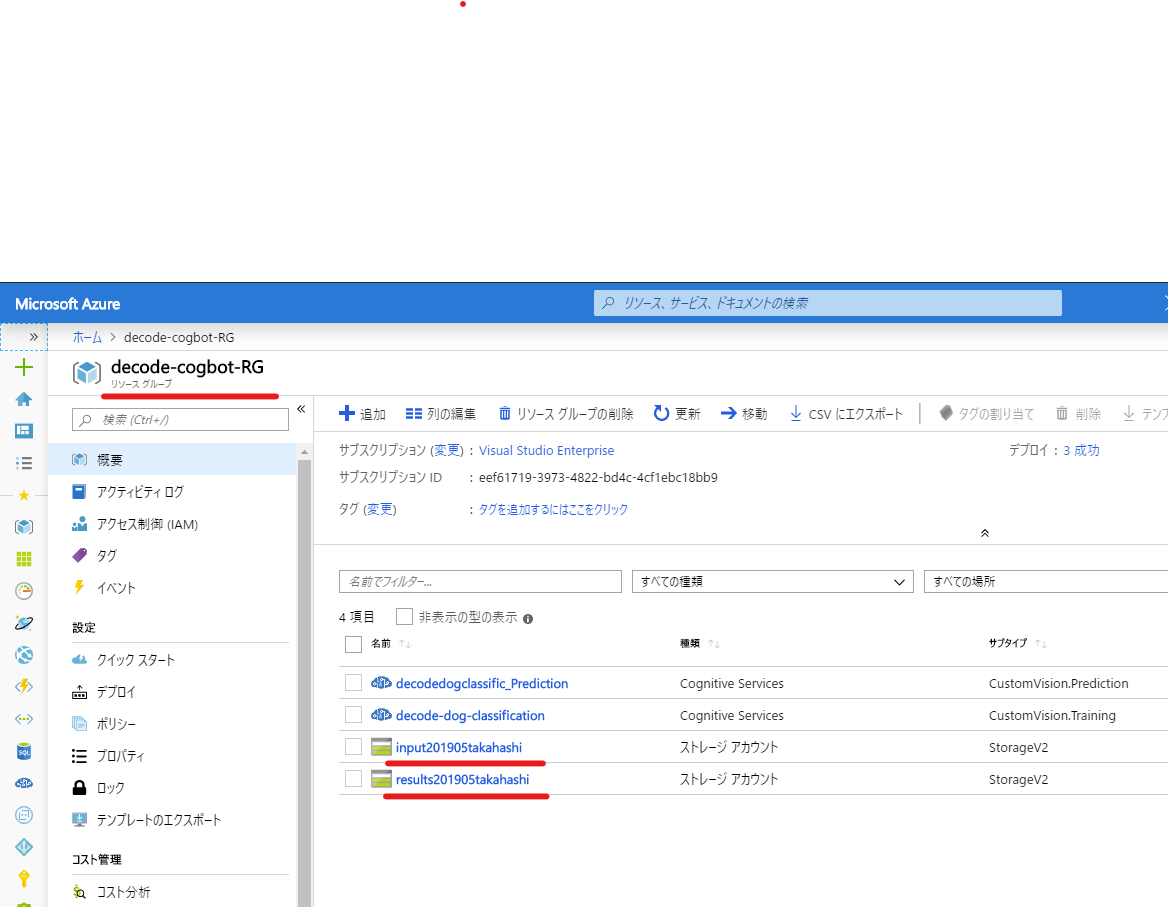 Microsoft Azure
リソース、サービス、ドキュメントの検索
»
ホーム > decode-cogbot-RG
decode-cogbot-RG
リソース グループ
«
検索 (Ctrl+/)
概要
アクティビティ ログ
アクセス制御 (IAM)
タグ
イベント
設定
クイック スタート
デプロイ
ポリシー
プロパティ
ロック
テンプレートのエクスポート
コスト管理
コスト分析
追加 列の編集 リソース グループの削除 更新 移動 CSV にエクスポート タグの割り当て 削除 テンプ
サブスクリプション (変更) : Visual Studio Enterprise
デプロイ : 3 成功
サブスクリプション ID : eef61719-3973-4822-bd4c-4cf1ebc18bb9
タグ (変更) : タグを追加するにはここをクリック
名前でフィルター... すべての種類 すべての場所
4 項目 非表示の型の表示
名前 種類 サブタイプ
decodedogclassific_Prediction Cognitive Services CustomVision.Prediction
decode-dog-classification Cognitive Services CustomVision.Training
input201905takahashi ストレージ アカウント StorageV2
results201905takahashi ストレージ アカウント StorageV2